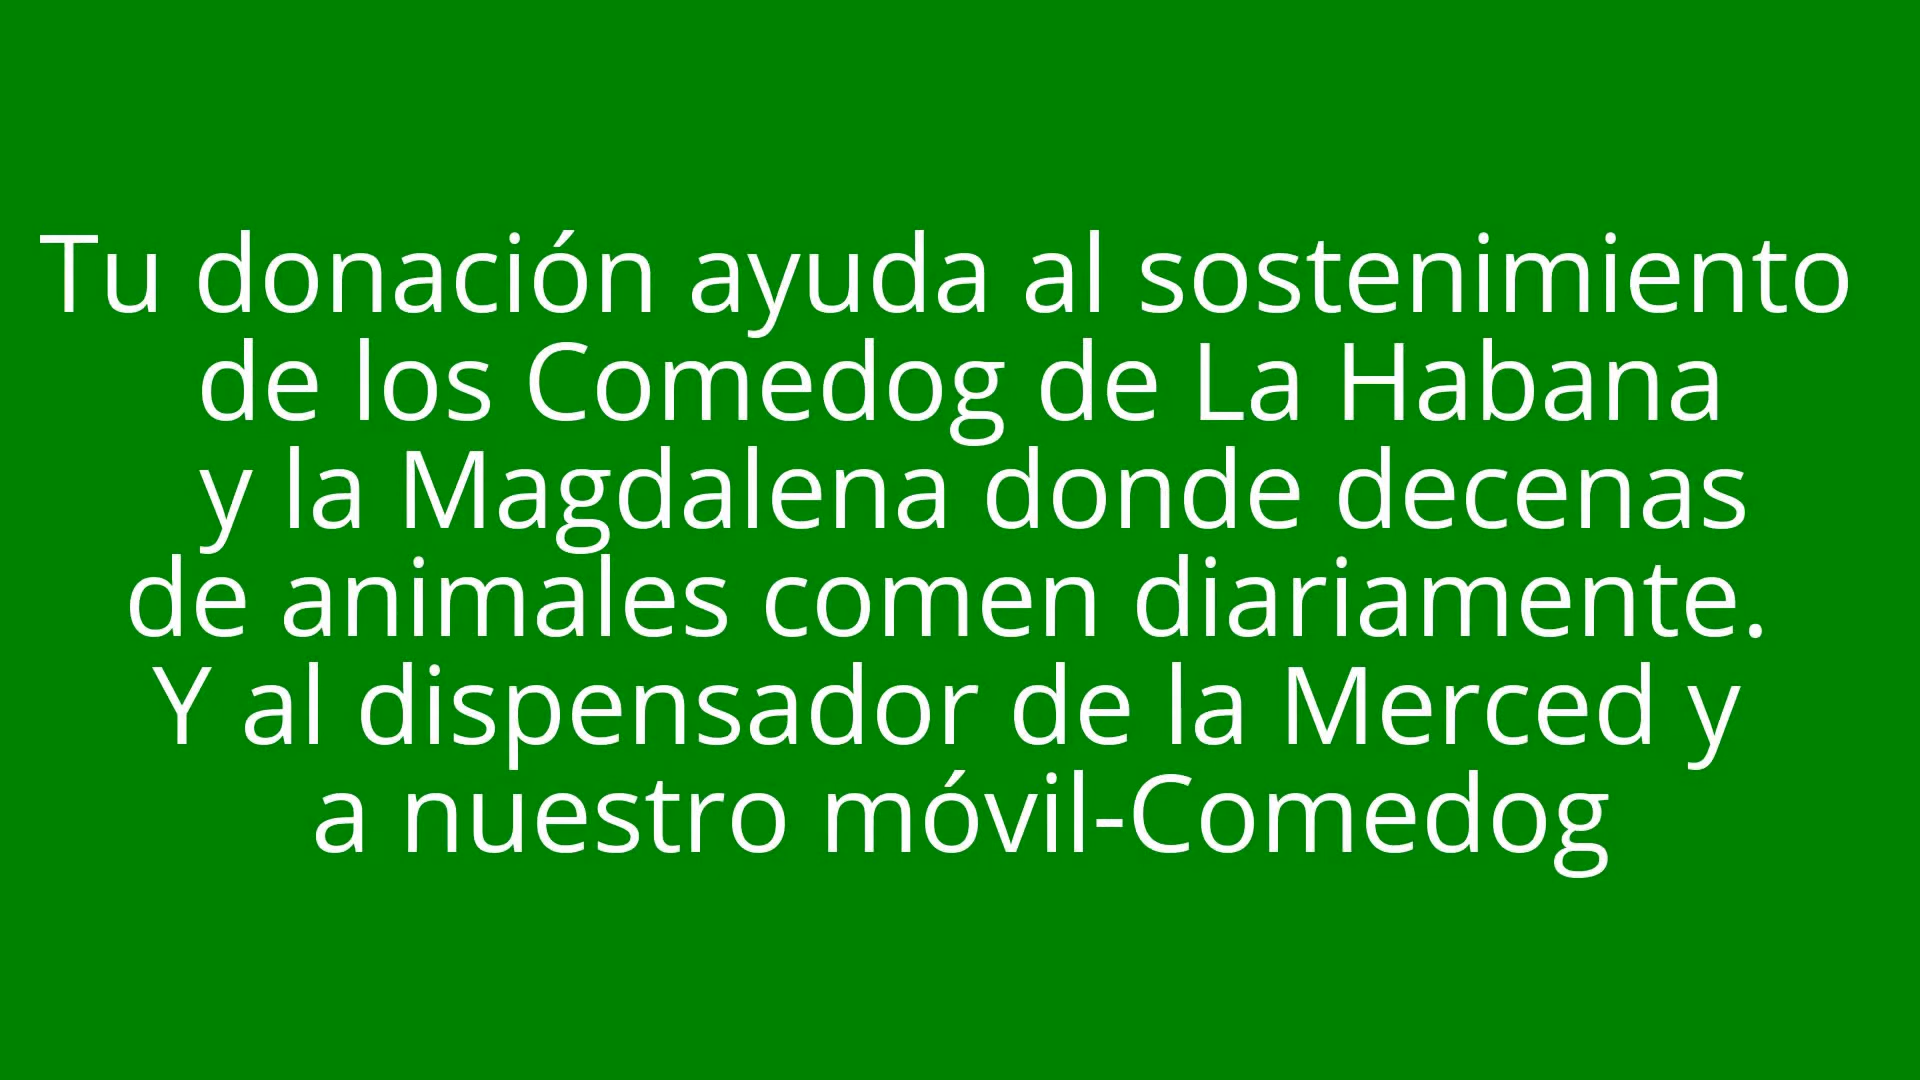 Tu donación ayuda al sostenimiento
de los Comedog de La Habana
y la Magdalena donde decenas
de animales comen diariamente.
Y al dispensador de la Merced y
a nuestro móvil-Comedog